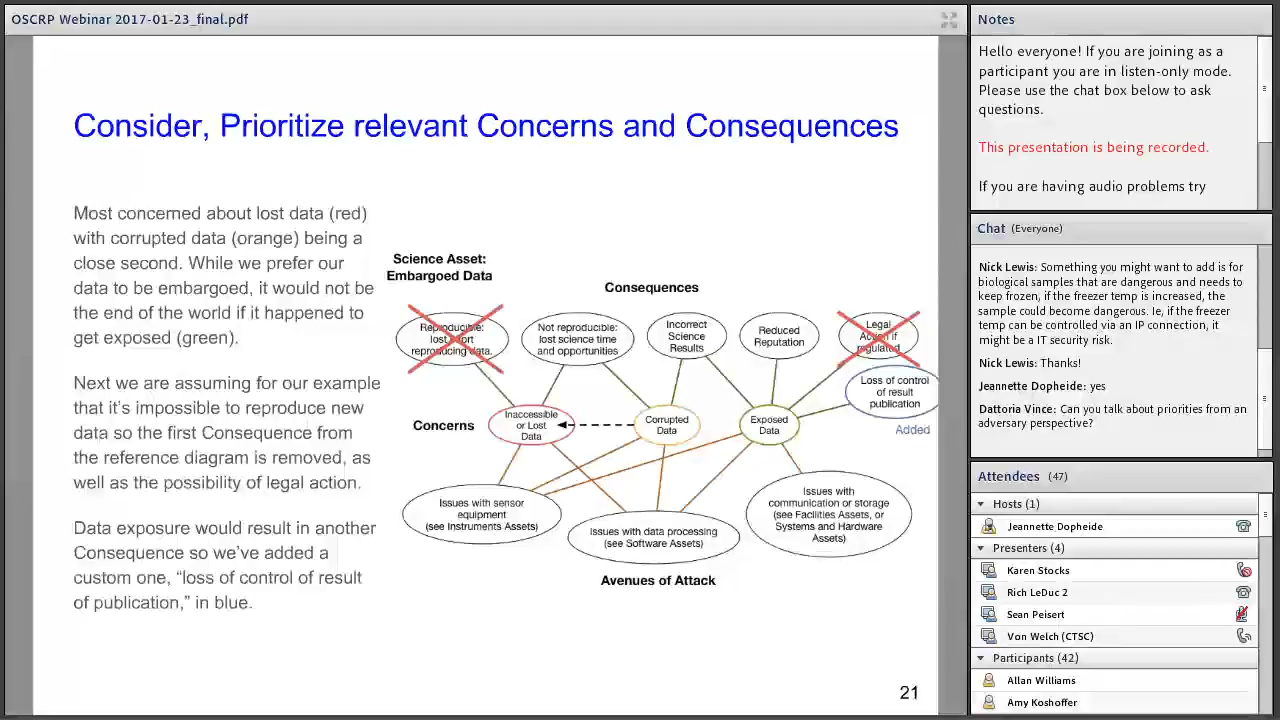 OSCRP Webinar 2017-01-23_final.pdf
Consider, Prioritize relevant Concerns and Consequences
Most concerned about lost data (red)
with corrupted data (orange) being a
close second. While we prefer our
data to be embargoed, it would not be
the end of the world if it happened to
get exposed (green).
Next we are assuming for our example
that it's impossible to reproduce new
data so the first Consequence from
the reference diagram is removed, as
well as the possibility of legal action.
Data exposure would result in another
Consequence so we've added a
custom one, "loss of control of result
of publication," in blue.
Science Asset:
Embargoed Data
Consequences
Reproducible:
lost effort
reproducing data.
Not reproducible:
lost science time
and opportunities
Incorrect
Science
Results
Reduced
Reputation
Legal
Action if
regulated
Loss of control
of result
publication
Added
Concerns
Inaccessible
or Lost
Data
Corrupted
Data
Exposed
Data
Issues with sensor
equipment
(see Instruments Assets)
Issues with data processing
(see Software Assets)
Issues with
communication or storage
(see Facilities Assets, or
Systems and Hardware
Assets)
Avenues of Attack
21
Notes
Hello everyone! If you are joining as a
participant you are in listen-only mode.
Please use the chat box below to ask
questions.
This presentation is being recorded.
If you are having audio problems try
Chat (Everyone)
Nick Lewis: Something you might want to add is for
biological samples that are dangerous and needs to
keep frozen, if the freezer temp is increased, the
sample could become dangerous. Ie, if the freezer
temp can be controlled via an IP connection, it
might be a IT security risk.
Nick Lewis: Thanks!
Jeannette Dopheide: yes
Dattoria Vince: Can you talk about priorities from an
adversary perspective?
Attendees (47)
Hosts (1)
Jeannette Dopheide
Presenters (4)
Karen Stocks
Rich LeDuc 2
Sean Peisert
Von Welch (CTSC)
Participants (42)
Allan Williams
Amy Koshoffer